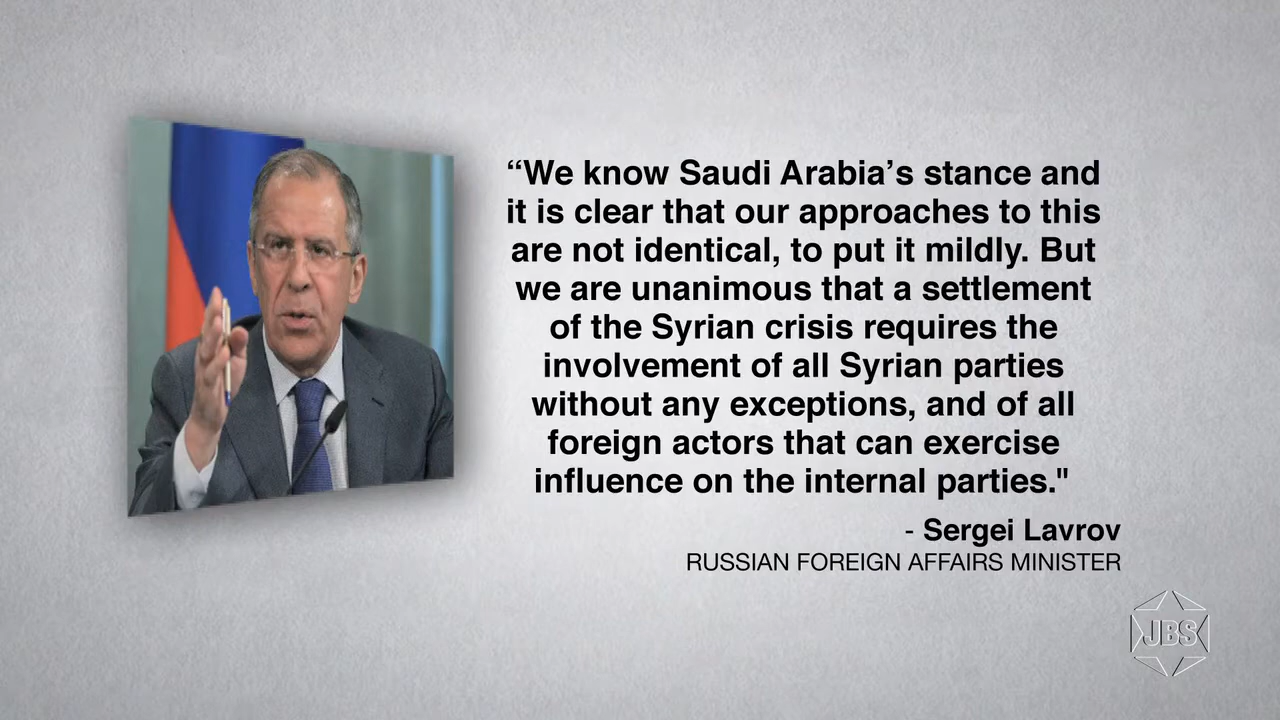 “We know Saudi Arabia’s stance and
it is clear that our approaches to this
are not identical, to put it mildly. But
we are unanimous that a settlement
of the Syrian crisis requires the
involvement of all Syrian parties
without any exceptions, and of all
foreign actors that can exercise
influence on the internal parties."
- Sergei Lavrov
RUSSIAN FOREIGN AFFAIRS MINISTER
JBS